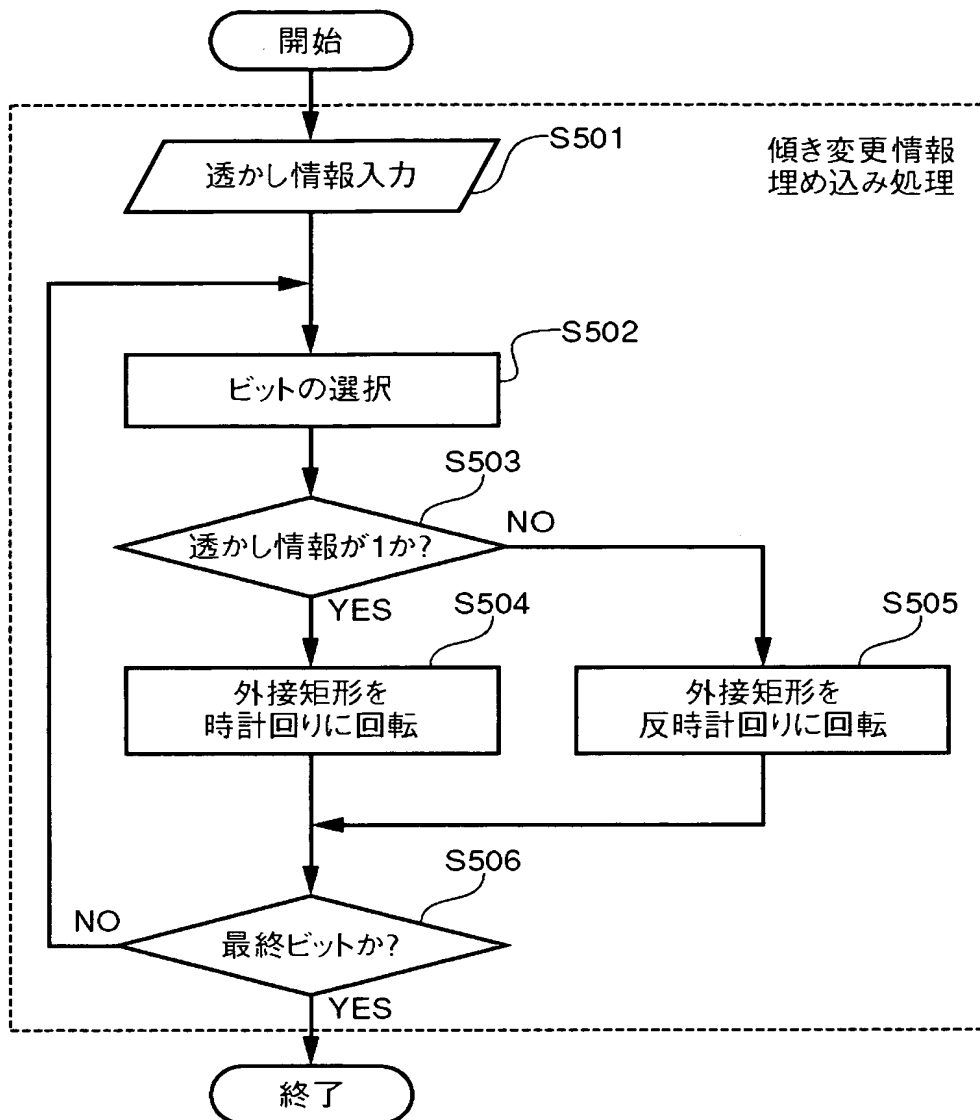 開始
透かし情報入力
S501
傾き変更情報
埋め込み処理
S502
ビットの選択
S503
透かし情報が1か?
NO
YES
S504
S505
外接矩形を
時計回りに回転
外接矩形を
反時計回りに回転
S506
NO
最終ビットか?
YES
終了